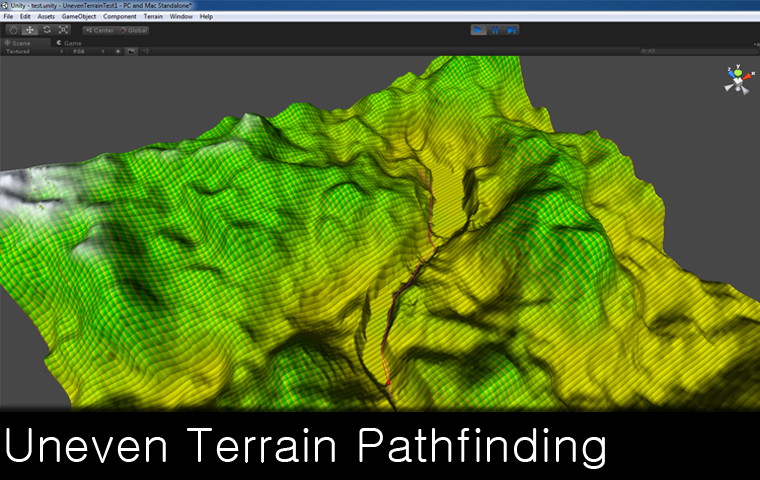 Unity - test.unity - UnevenTerrainTest1 - PC and Mac Standalone*
File Edit Assets GameObject Component Terrain Window Help
Center Global
Scene Game
Textured RGB All
y
z x
Uneven Terrain Pathfinding